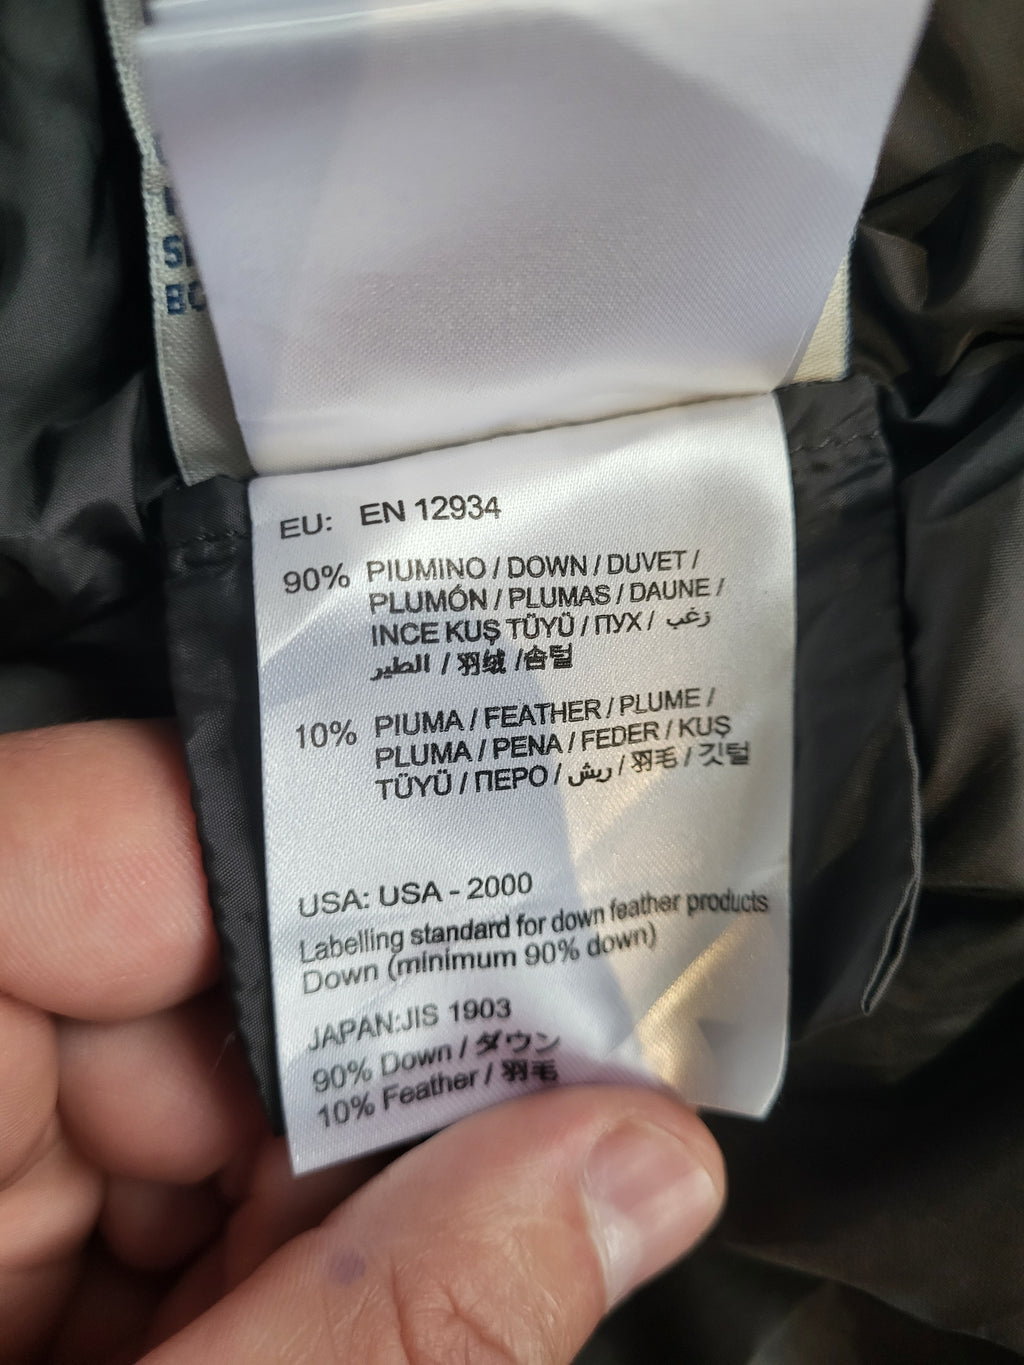 EU: EN 12934
90% PIUMINO / DOWN / DUVET /
PLUMÓN / PLUMAS / DAUNE /
INCE KUŞ TÜYÜ / ПУХ / زغب
الطير / 羽绒 /솜털
10% PIUMA / FEATHER / PLUME /
PLUMA / PENA / FEDER / KUŞ
TÜYÜ / ПЕРО / ريش / 羽毛 / 깃털
USA: USA - 2000
Labelling standard for down feather products
Down (minimum 90% down)
JAPAN:JIS 1903
90% Down / ダウン
10% Feather / 羽毛